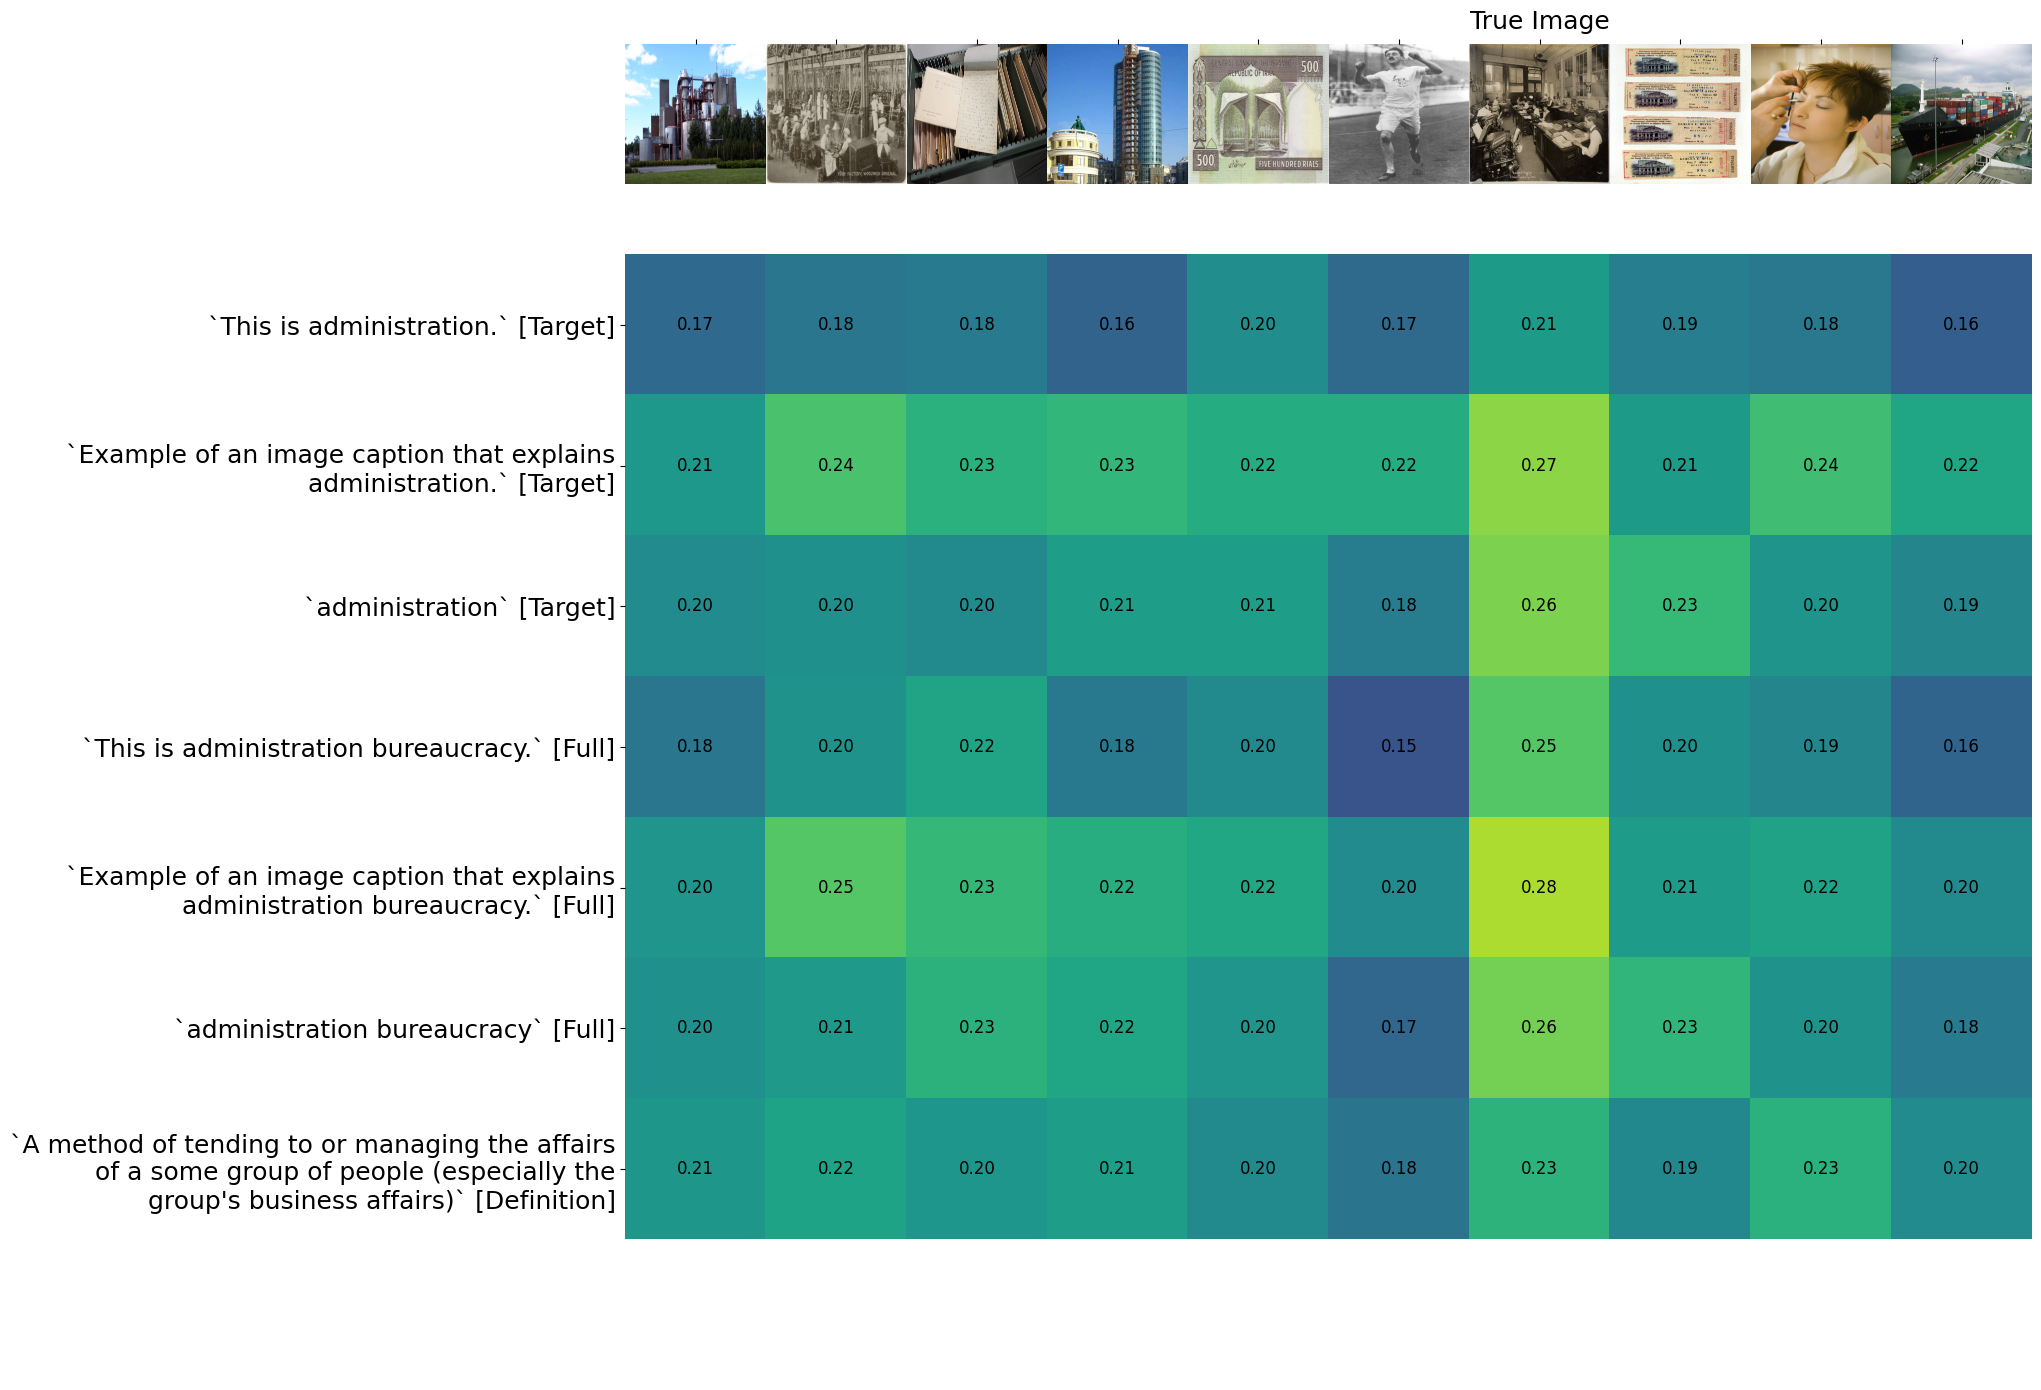 True Image
500
REPUBLIC OF IRAN
500
FIVE HUNDRED RIALS
`This is administration.` [Target]
0.17 0.18 0.18 0.16 0.20 0.17 0.21 0.19 0.18 0.16
`Example of an image caption that explains
administration.` [Target]
0.21 0.24 0.23 0.23 0.22 0.22 0.27 0.21 0.24 0.22
`administration` [Target]
0.20 0.20 0.20 0.21 0.21 0.18 0.26 0.23 0.20 0.19
`This is administration bureaucracy.` [Full]
0.18 0.20 0.22 0.18 0.20 0.15 0.25 0.20 0.19 0.16
`Example of an image caption that explains
administration bureaucracy.` [Full]
0.20 0.25 0.23 0.22 0.22 0.20 0.28 0.21 0.22 0.20
`administration bureaucracy` [Full]
0.20 0.21 0.23 0.22 0.20 0.17 0.26 0.23 0.20 0.18
`A method of tending to or managing the affairs
of a some group of people (especially the
group's business affairs)` [Definition]
0.21 0.22 0.20 0.21 0.20 0.18 0.23 0.19 0.23 0.20